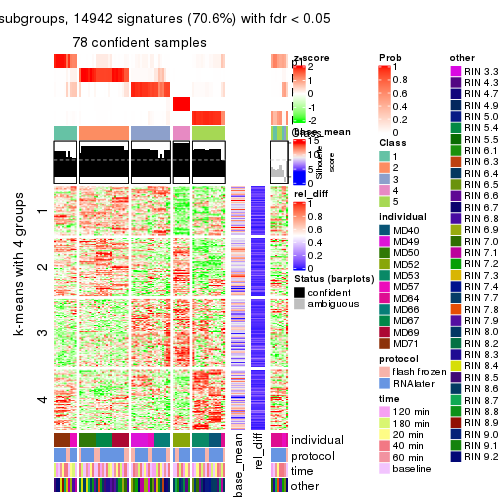 subgroups, 14942 signatures (70.6%) with fdr < 0.05
78 confident samples
k-means with 4 groups
1
2
3
4
base_mean
rel_diff
individual
protocol
time
other
z-score
2
1
0
-1
-2
base_mean
15
10
5
0
Silhouette
score
rel_diff
1
0.8
0.6
0.4
0.2
0
Status (barplots)
confident
ambiguous
Prob
1
0.8
0.6
0.4
0.2
0
Class
1
2
3
4
5
individual
MD40
MD49
MD50
MD52
MD53
MD57
MD64
MD66
MD67
MD69
MD71
protocol
flash frozen
RNAlater
time
120 min
180 min
20 min
40 min
60 min
baseline
other
RIN 3.3
RIN 4.3
RIN 4.7
RIN 4.9
RIN 5.0
RIN 5.4
RIN 5.5
RIN 6.1
RIN 6.3
RIN 6.4
RIN 6.5
RIN 6.6
RIN 6.7
RIN 6.8
RIN 6.9
RIN 7.0
RIN 7.1
RIN 7.2
RIN 7.3
RIN 7.4
RIN 7.7
RIN 7.8
RIN 7.9
RIN 8.0
RIN 8.2
RIN 8.3
RIN 8.4
RIN 8.5
RIN 8.6
RIN 8.7
RIN 8.8
RIN 8.9
RIN 9.0
RIN 9.1
RIN 9.2